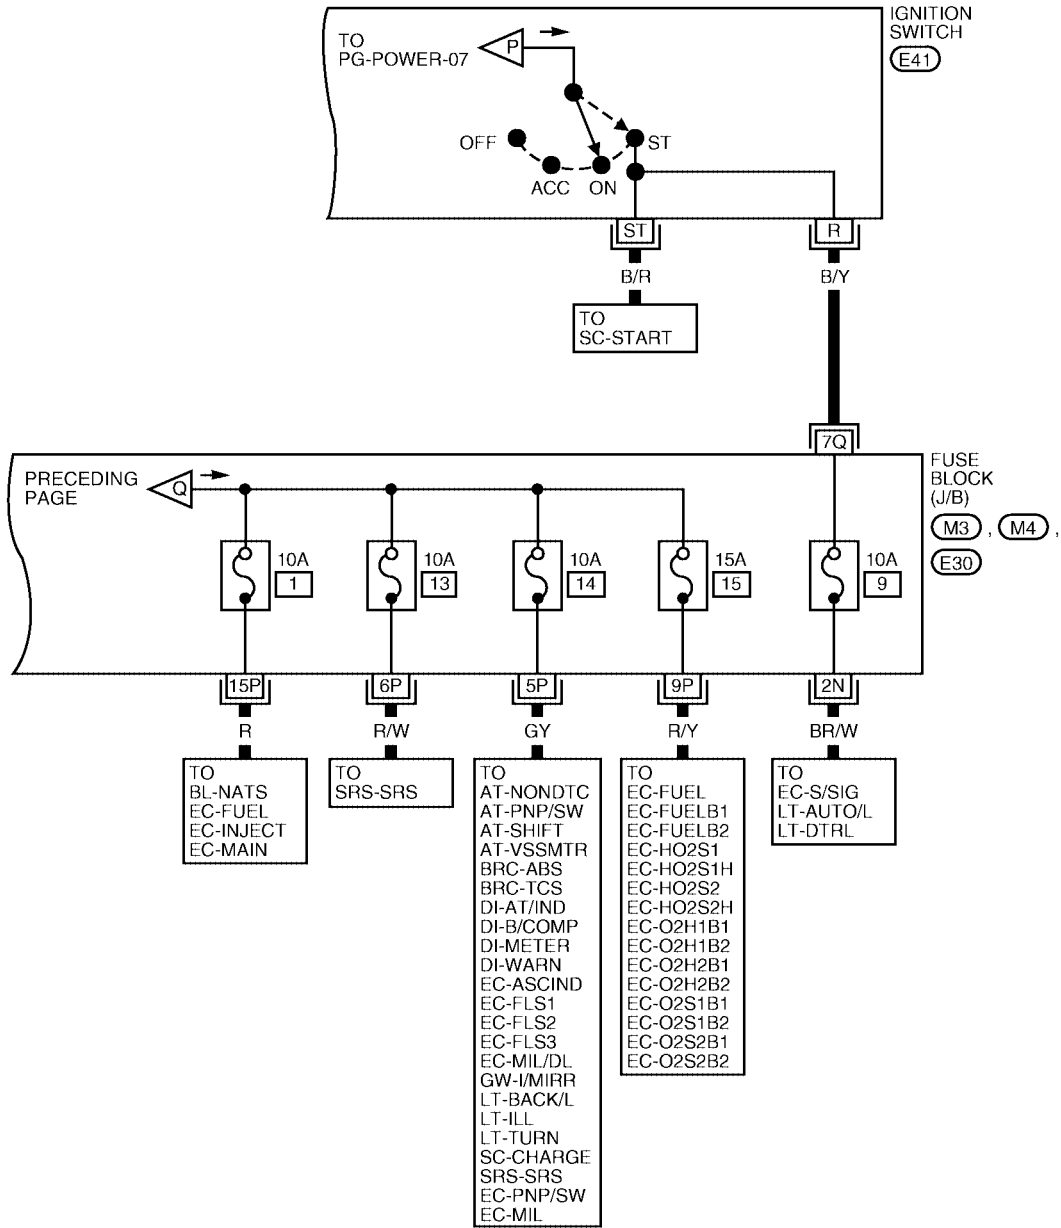 IGNITION
SWITCH
E41
TO
PG-POWER-07
P
OFF
ACC
ON
ST
ST
R
B/R
B/Y
TO
SC-START
7Q
PRECEDING
PAGE
Q
FUSE
BLOCK
(J/B)
M3 , M4 ,
E30
10A
1
10A
13
10A
14
15A
15
10A
9
15P
6P
5P
9P
2N
R
R/W
GY
R/Y
BR/W
TO
BL-NATS
EC-FUEL
EC-INJECT
EC-MAIN
TO
SRS-SRS
TO
AT-NONDTC
AT-PNP/SW
AT-SHIFT
AT-VSSMTR
BRC-ABS
BRC-TCS
DI-AT/IND
DI-B/COMP
DI-METER
DI-WARN
EC-ASCIND
EC-FLS1
EC-FLS2
EC-FLS3
EC-MIL/DL
GW-I/MIRR
LT-BACK/L
LT-ILL
LT-TURN
SC-CHARGE
SRS-SRS
EC-PNP/SW
EC-MIL
TO
EC-FUEL
EC-FUELB1
EC-FUELB2
EC-HO2S1
EC-HO2S1H
EC-HO2S2
EC-HO2S2H
EC-O2H1B1
EC-O2H1B2
EC-O2H2B1
EC-O2H2B2
EC-O2S1B1
EC-O2S1B2
EC-O2S2B1
EC-O2S2B2
TO
EC-S/SIG
LT-AUTO/L
LT-DTRL